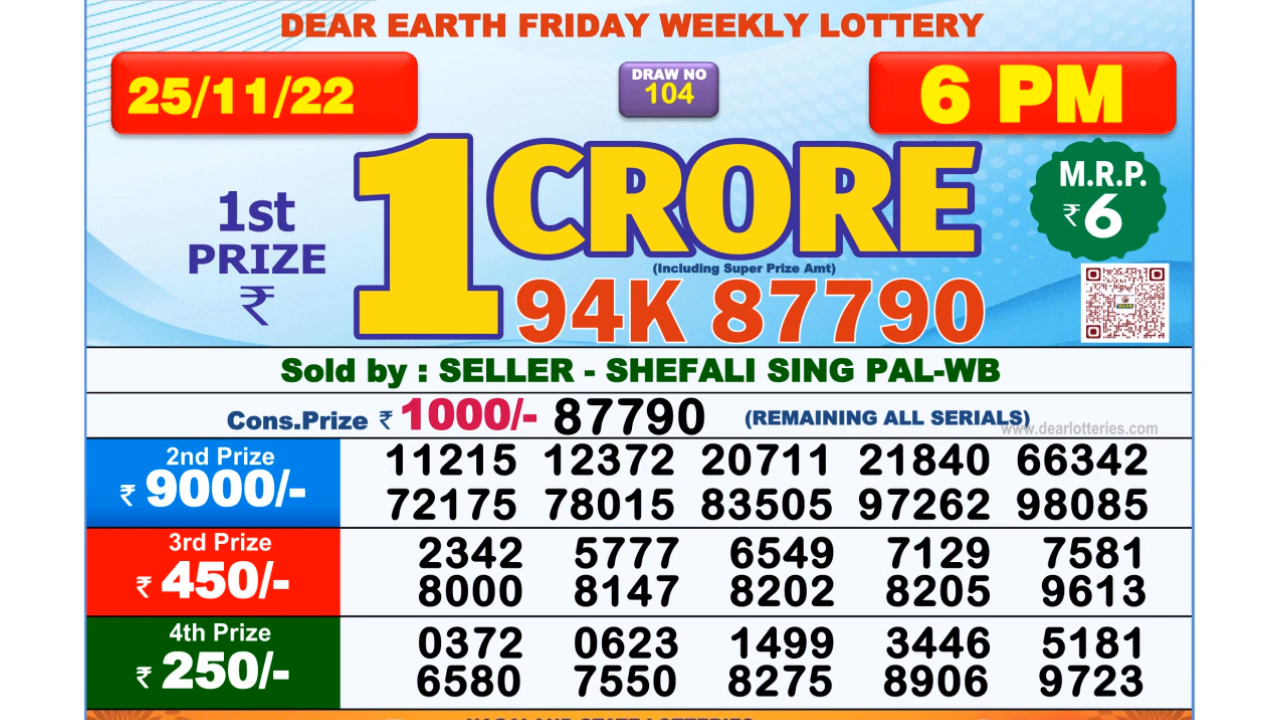 DEAR EARTH FRIDAY WEEKLY LOTTERY
25/11/22
DRAW NO
104
6 PM
1st
PRIZE
₹
1 CRORE
(Including Super Prize Amt)
94K 87790
M.R.P.
₹ 6
Sold by : SELLER - SHEFALI SING PAL-WB
Cons.Prize ₹ 1000/- 87790 (REMAINING ALL SERIALS)
www.dearlotteries.com
2nd Prize
₹ 9000/-
11215 12372 20711 21840 66342
72175 78015 83505 97262 98085
3rd Prize
₹ 450/-
2342 5777 6549 7129 7581
8000 8147 8202 8205 9613
4th Prize
₹ 250/-
0372 0623 1499 3446 5181
6580 7550 8275 8906 9723